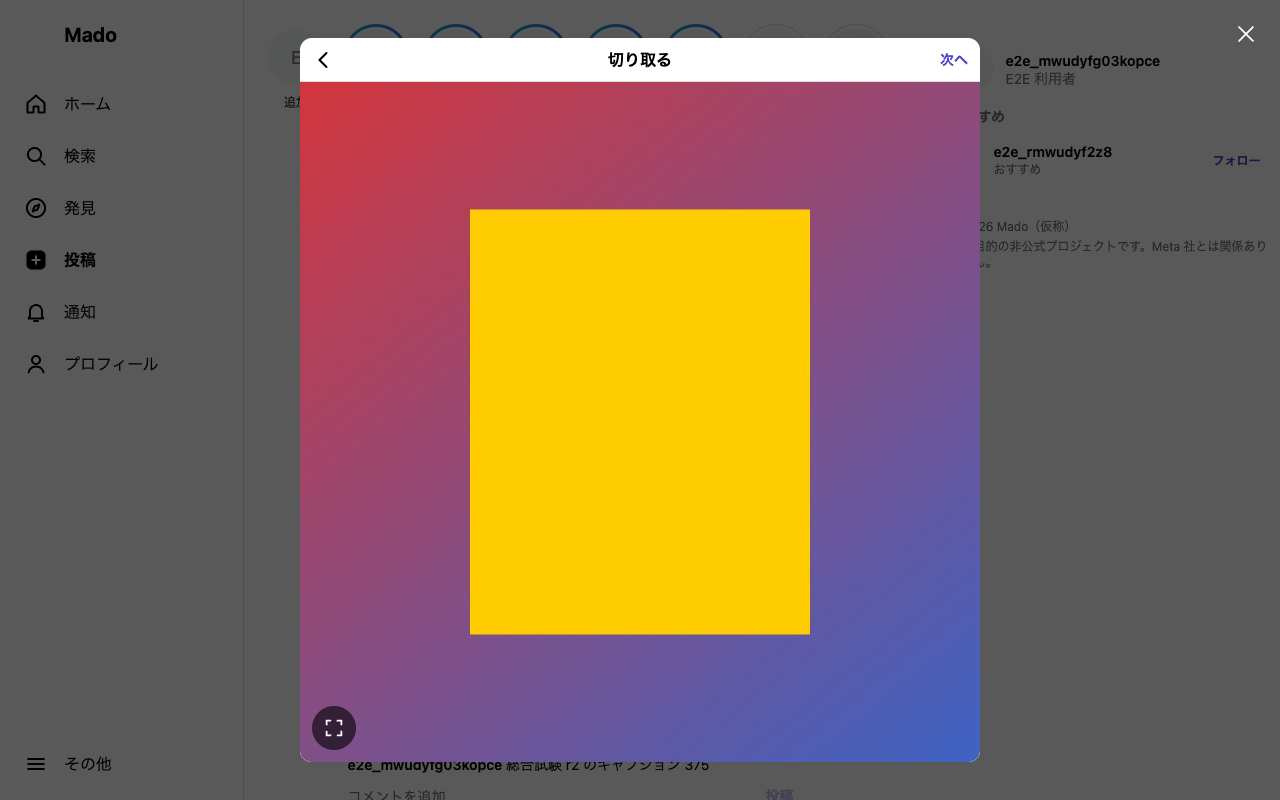 Mado
ホーム
検索
発見
投稿
通知
プロフィール
その他
切り取る
次へ
e2e_mwudyfg03kopce
E2E 利用者
すめ
e2e_rmwudyf2z8
おすすめ
フォロー
26 Mado（仮称）
目的の非公式プロジェクトです。Meta 社とは関係あり
ん。
e2e_mwudyfg03kopce 総合試験 r2 のキャプション 375
コメントを追加
投稿